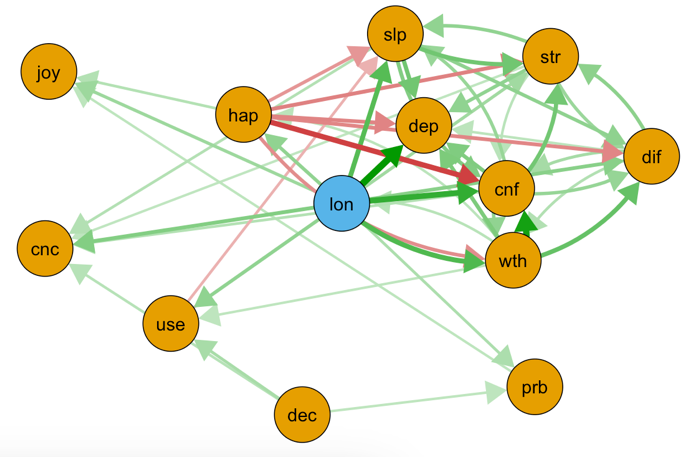 slp
str
joy
hap
dep
dif
cnf
lon
cnc
wth
use
prb
dec